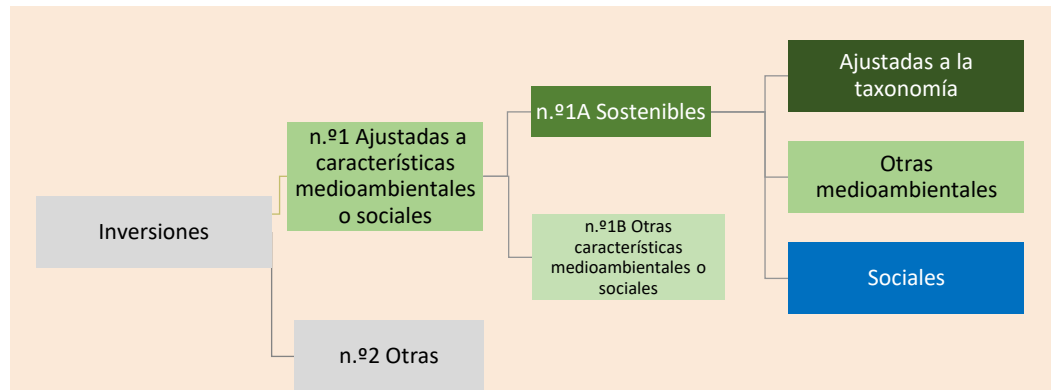 Inversiones
n.º1 Ajustadas a
características
medioambientales
o sociales
n.º2 Otras
n.º1A Sostenibles
n.º1B Otras
características
medioambientales o
sociales
Ajustadas a la
taxonomía
Otras
medioambientales
Sociales